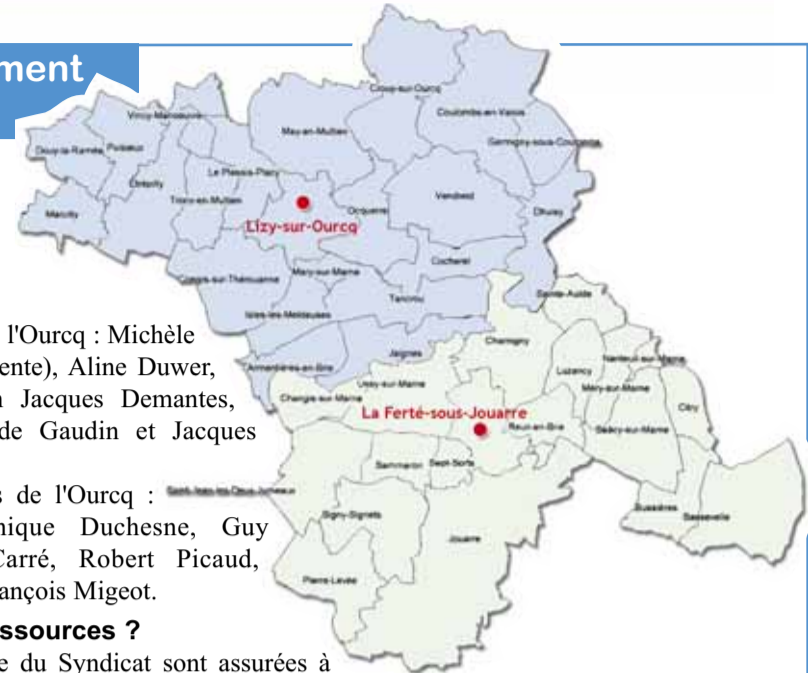 ment
l'Ourcq : Michèle
ente), Aline Duwer,
Jacques Demantes,
de Gaudin et Jacques
s de l'Ourcq :
nique Duchesne, Guy
Carré, Robert Picaud,
ançois Migeot.
ssources ?
e du Syndicat sont assurées à
Crouy-sur-Ourcq
Coulombs-en-Valois
Germigny-sous-Coulombs
Vincy-Manoeuvre
May-en-Multien
Douy-la-Ramée
Puisieux
Le Plessis-Placy
Etrépilly
Vendrest
Trocy-en-Multien
Marcilly
Ocquerre
Dhuisy
Lizy-sur-Ourcq
Cocherel
Congis-sur-Thérouanne
Mary-sur-Marne
Tancrou
Sainte-Aulde
Isles-les-Meldeuses
Chamigny
Jaignes
Nanteuil-sur-Marne
Armentières-en-Brie
Luzancy
Ussy-sur-Marne
Méry-sur-Marne
Changis-sur-Marne
Citry
La Ferté-sous-Jouarre
Reuil-en-Brie
Saâcy-sur-Marne
Sammeron
Sept-Sorts
Saint-Jean-les-Deux-Jumeaux
Bussières
Bassevelle
Signy-Signets
Jouarre
Pierre-Levée